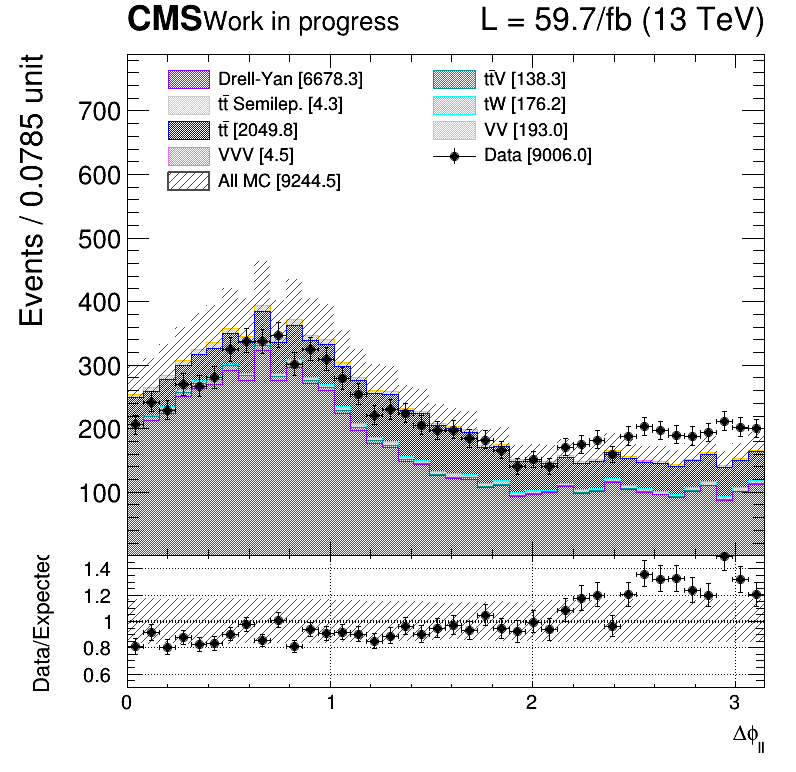 CMS Work in progress L = 59.7/fb (13 TeV)
Events / 0.0785 unit
Drell-Yan [6678.3]
tt̄ Semilep. [4.3]
tt̄ [2049.8]
VVV [4.5]
All MC [9244.5]
tt̄V [138.3]
tW [176.2]
VV [193.0]
Data [9006.0]
700
600
500
400
300
200
100
Data/Expected
1.4
1.2
1
0.8
0.6
0 1 2 3
Δϕll